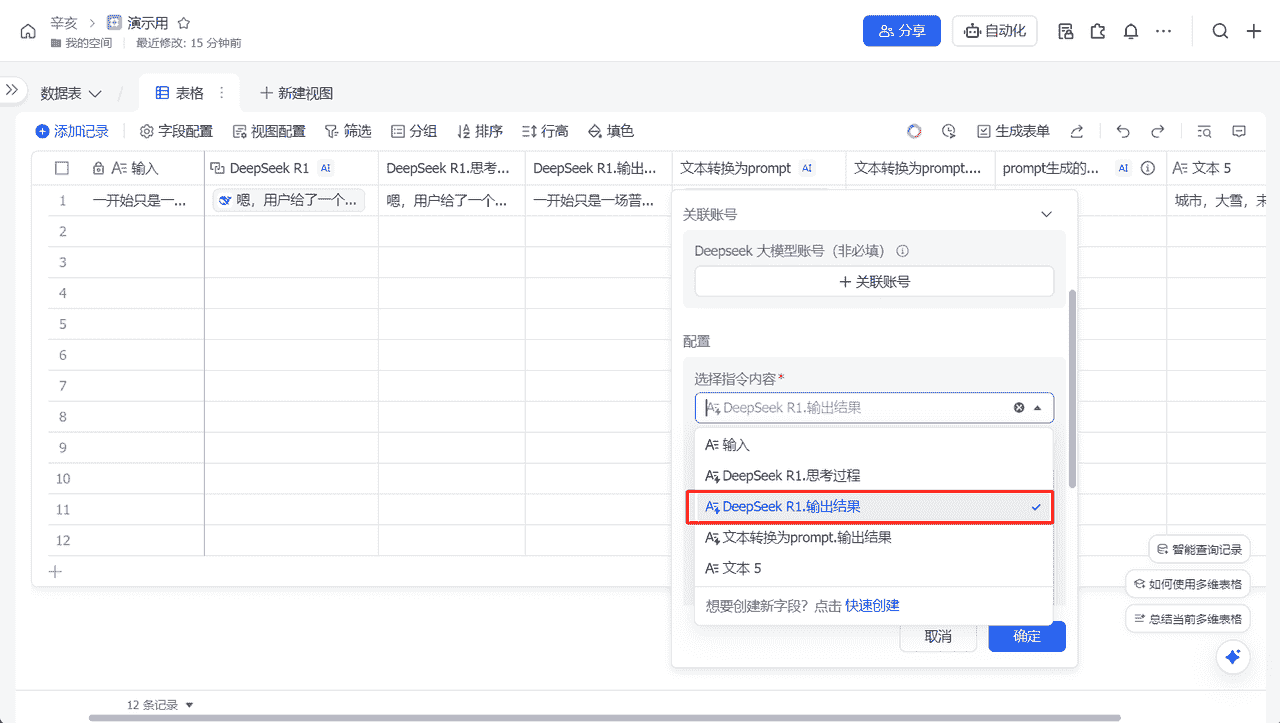 辛亥 > 演示用
我的空间 | 最近修改: 15 分钟前
分享
自动化
数据表
表格
新建视图
添加记录
字段配置
视图配置
筛选
分组
排序
行高
填色
生成表单
输入
DeepSeek R1 AI
DeepSeek R1.思考...
DeepSeek R1.输出...
文本转换为prompt AI
文本转换为prompt....
prompt生成的... AI
文本 5
1 一开始只是一... 嗯，用户给了一个... 嗯，用户给了一个... 一开始只是一场普... 城市，大雪，末
2
3
4
5
6
7
8
9
10
11
12
关联账号
Deepseek 大模型账号（非必填）
关联账号
配置
选择指令内容*
DeepSeek R1.输出结果
输入
DeepSeek R1.思考过程
DeepSeek R1.输出结果
文本转换为prompt.输出结果
文本 5
想要创建新字段？点击 快速创建
取消
确定
智能查询记录
如何使用多维表格
总结当前多维表格
12 条记录